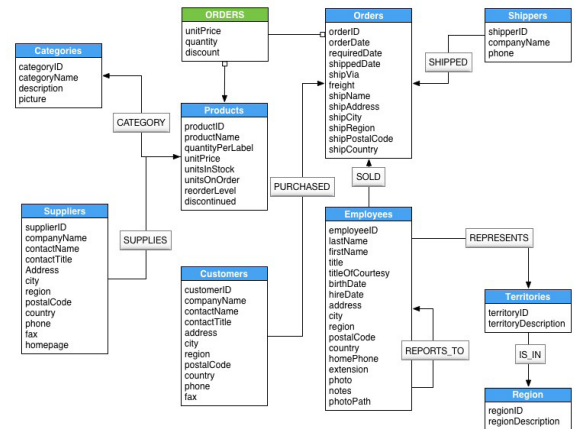 ORDERS
unitPrice
quantity
discount
Orders
orderID
orderDate
requiredDate
shippedDate
shipVia
freight
shipName
shipAddress
shipCity
shipRegion
shipPostalCode
shipCountry
Shippers
shipperID
companyName
phone
SHIPPED
Categories
categoryID
categoryName
description
picture
CATEGORY
Products
productID
productName
quantityPerLabel
unitPrice
unitsInStock
unitsOnOrder
reorderLevel
discontinued
PURCHASED
SOLD
Suppliers
supplierID
companyName
contactName
contactTitle
Address
city
region
postalCode
country
phone
fax
homepage
SUPPLIES
Customers
customerID
companyName
contactName
contactTitle
address
city
region
postalCode
country
phone
fax
Employees
employeeID
lastName
firstName
title
titleOfCourtesy
birthDate
hireDate
address
city
region
postalCode
country
homePhone
extension
photo
notes
photoPath
REPORTS_TO
REPRESENTS
Territories
territoryID
territoryDescription
IS_IN
Region
regionID
regionDescription